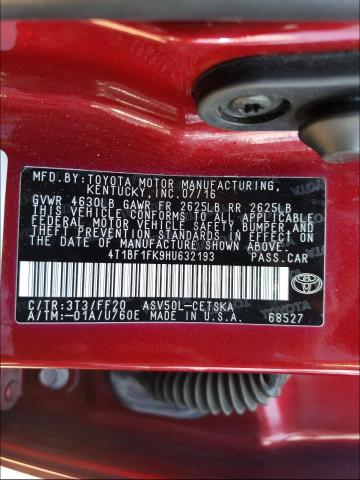 MFD.BY:TOYOTA MOTOR MANUFACTURING,
KENTUCKY,INC.07/16
GVWR 4630LB GAWR FR 2625LB RR 2625LB
THIS VEHICLE CONFORMS TO ALL APPLICABLE
FEDERAL MOTOR VEHICLE SAFETY, BUMPER, AND
THEFT PREVENTION STANDARDS IN EFFECT ON
THE DATE OF MANUFACTURE SHOWN ABOVE.
4T1BF1FK9HU632193 PASS.CAR
C/TR:3T3/FF20 ASV50L-CETSKA
A/TM:-01A/U760E MADE IN U.S.A. 68527